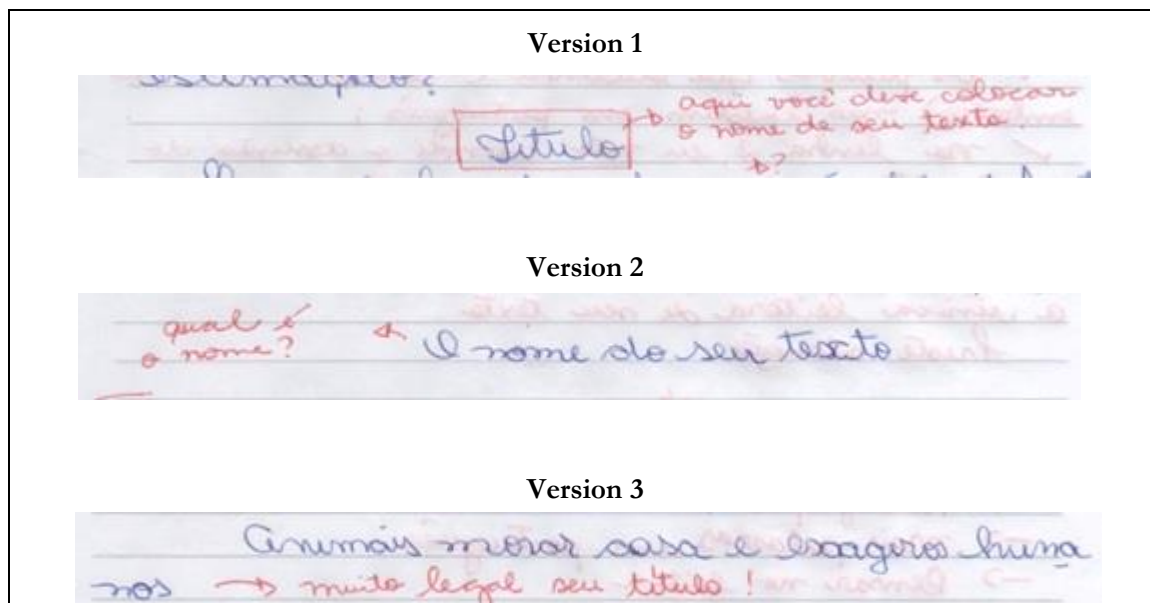 Version 1
estimação?
Título
aqui você deve colocar
o nome de seu texto.
?
Version 2
qual é
o nome?
O nome do seu texto
Version 3
Animais morar casa e exageros huma
nos → muito legal seu título!